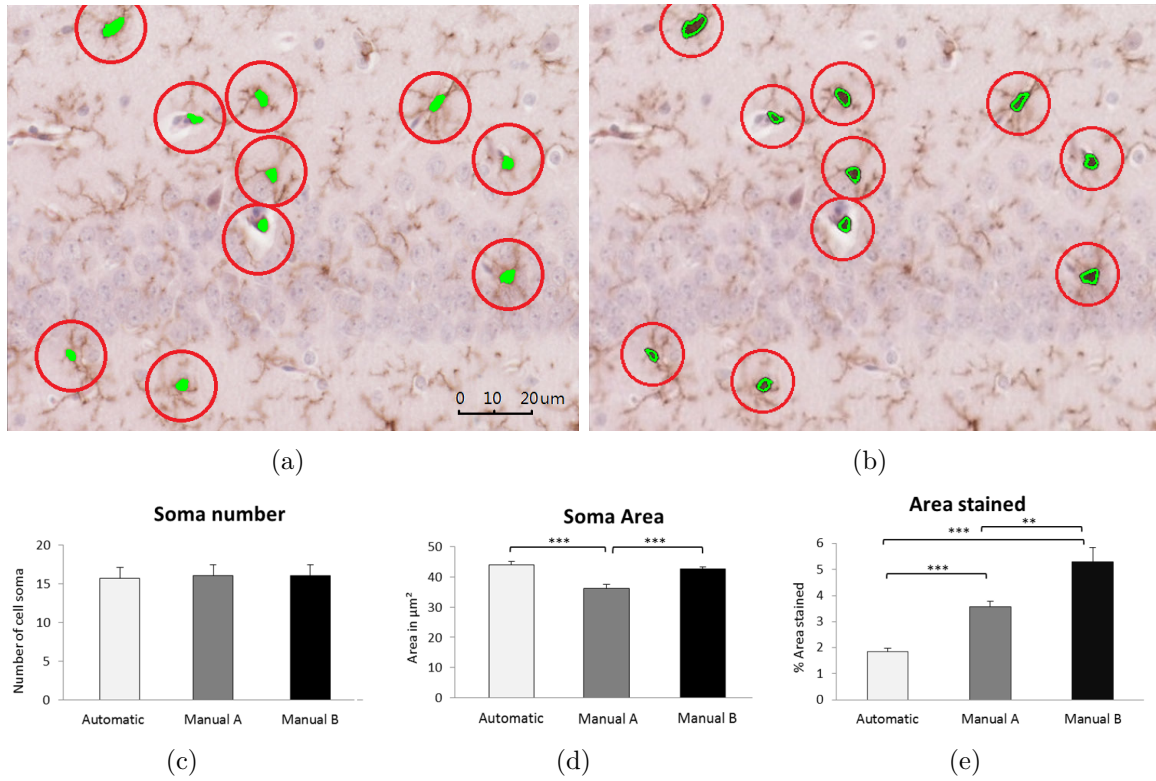 0 10 20um
(a)
(b)
Soma number
Number of cell soma
20
15
10
5
0
Automatic Manual A Manual B
(c)
Soma Area
*** ***
Area in µm²
50
40
30
20
10
0
Automatic Manual A Manual B
(d)
Area stained
**
***
***
% Area stained
6
5
4
3
2
1
0
Automatic Manual A Manual B
(e)